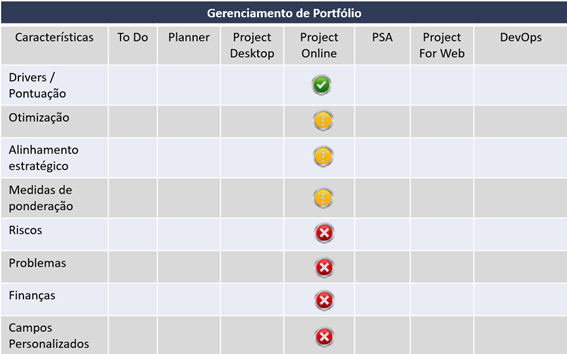 Gerenciamento de Portfólio
Características To Do Planner Project Desktop Project Online PSA Project For Web DevOps
Drivers /
Pontuação
Otimização
Alinhamento
estratégico
Medidas de
ponderação
Riscos
Problemas
Finanças
Campos
Personalizados